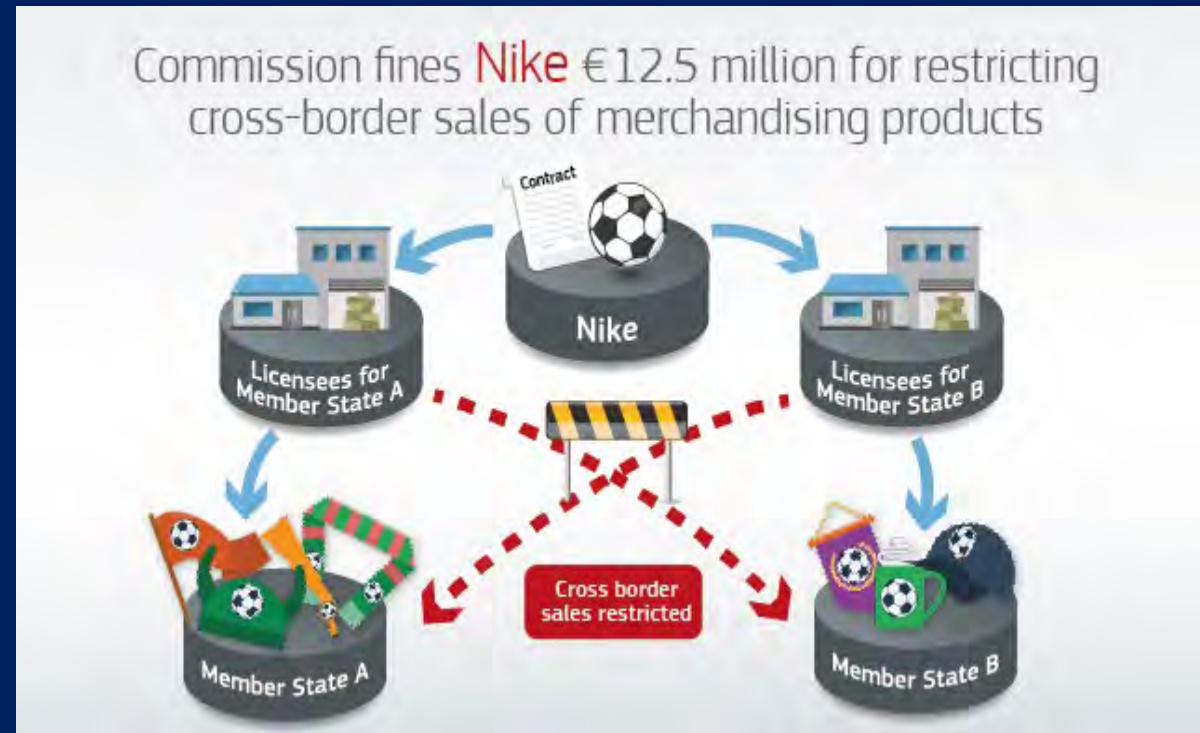 Commission fines Nike €12.5 million for restricting
cross-border sales of merchandising products
Contract
Nike
Licensees for
Member State A
Licensees for
Member State B
Cross border
sales restricted
Member State A
Member State B